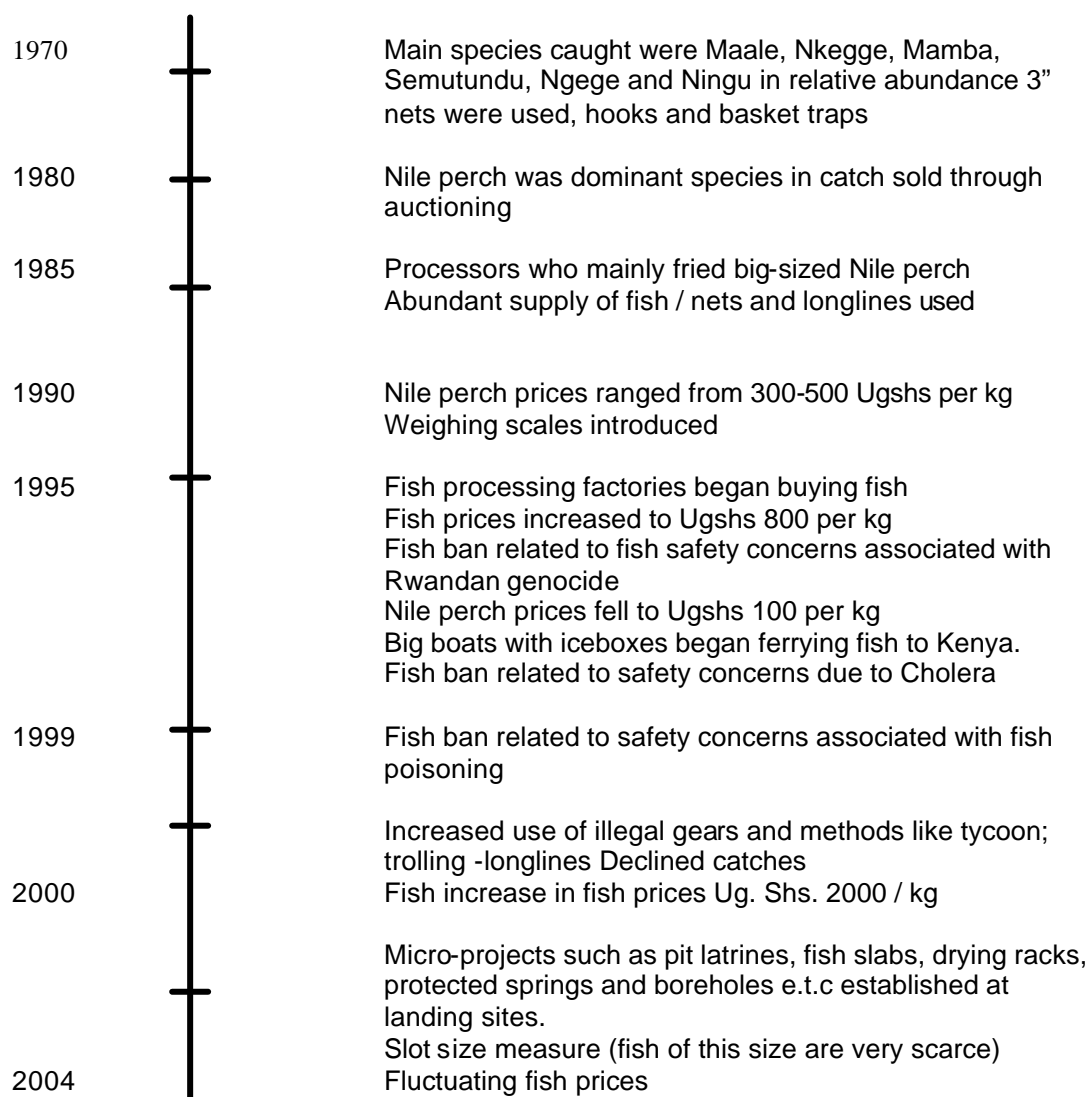 1970 Main species caught were Maale, Nkegge, Mamba,
Semutundu, Ngege and Ningu in relative abundance 3”
nets were used, hooks and basket traps
1980 Nile perch was dominant species in catch sold through
auctioning
1985 Processors who mainly fried big-sized Nile perch
Abundant supply of fish / nets and longlines used
1990 Nile perch prices ranged from 300-500 Ugshs per kg
Weighing scales introduced
1995 Fish processing factories began buying fish
Fish prices increased to Ugshs 800 per kg
Fish ban related to fish safety concerns associated with
Rwandan genocide
Nile perch prices fell to Ugshs 100 per kg
Big boats with iceboxes began ferrying fish to Kenya.
Fish ban related to safety concerns due to Cholera
1999 Fish ban related to safety concerns associated with fish
poisoning
Increased use of illegal gears and methods like tycoon;
trolling -longlines Declined catches
2000 Fish increase in fish prices Ug. Shs. 2000 / kg
Micro-projects such as pit latrines, fish slabs, drying racks,
protected springs and boreholes e.t.c established at
landing sites.
Slot size measure (fish of this size are very scarce)
2004 Fluctuating fish prices